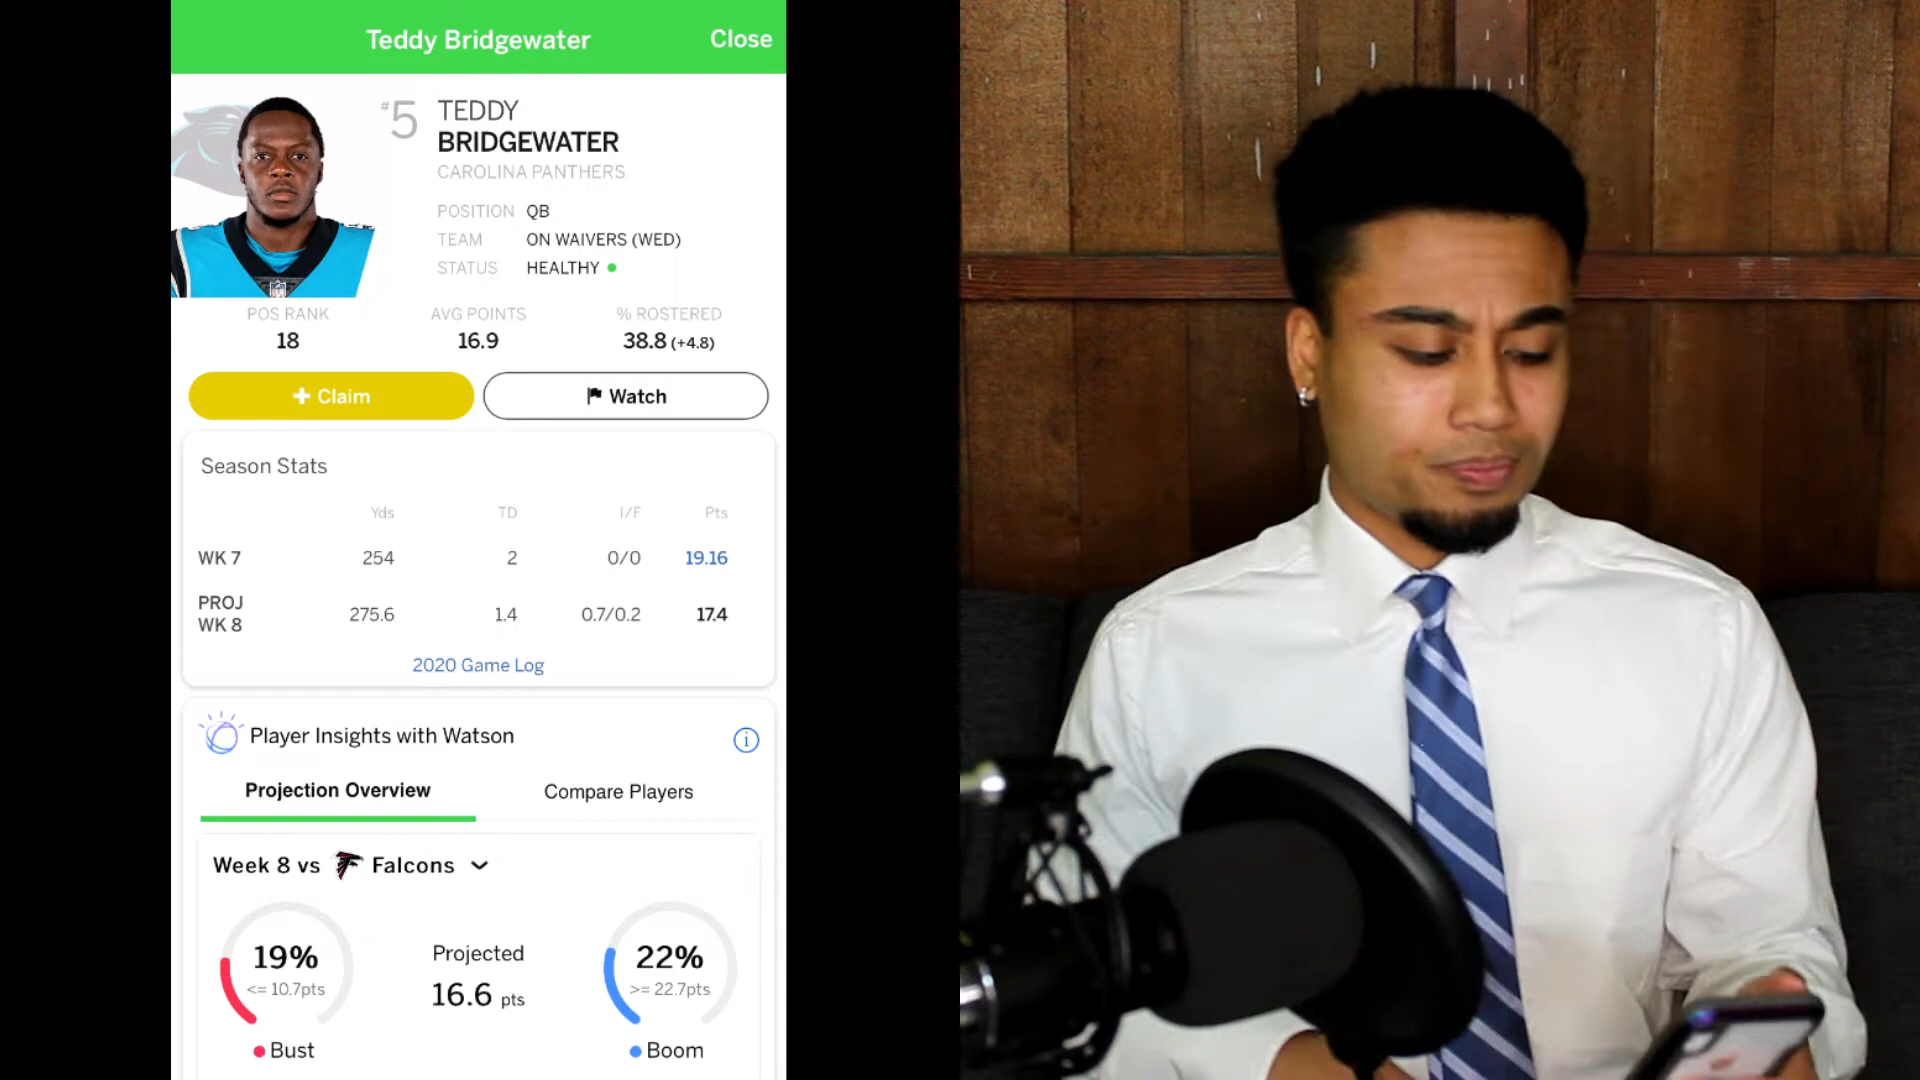 Teddy Bridgewater
Close
#5
TEDDY
BRIDGEWATER
CAROLINA PANTHERS
POSITION QB
TEAM ON WAIVERS (WED)
STATUS HEALTHY
POS RANK AVG POINTS % ROSTERED
18 16.9 38.8 (+4.8)
+ Claim
Watch
Season Stats
Yds TD I/F Pts
WK 7 254 2 0/0 19.16
PROJ
WK 8 275.6 1.4 0.7/0.2 17.4
2020 Game Log
Player Insights with Watson
i
Projection Overview Compare Players
Week 8 vs Falcons
19% Projected 22%
<= 10.7pts 16.6 pts >= 22.7pts
Bust Boom